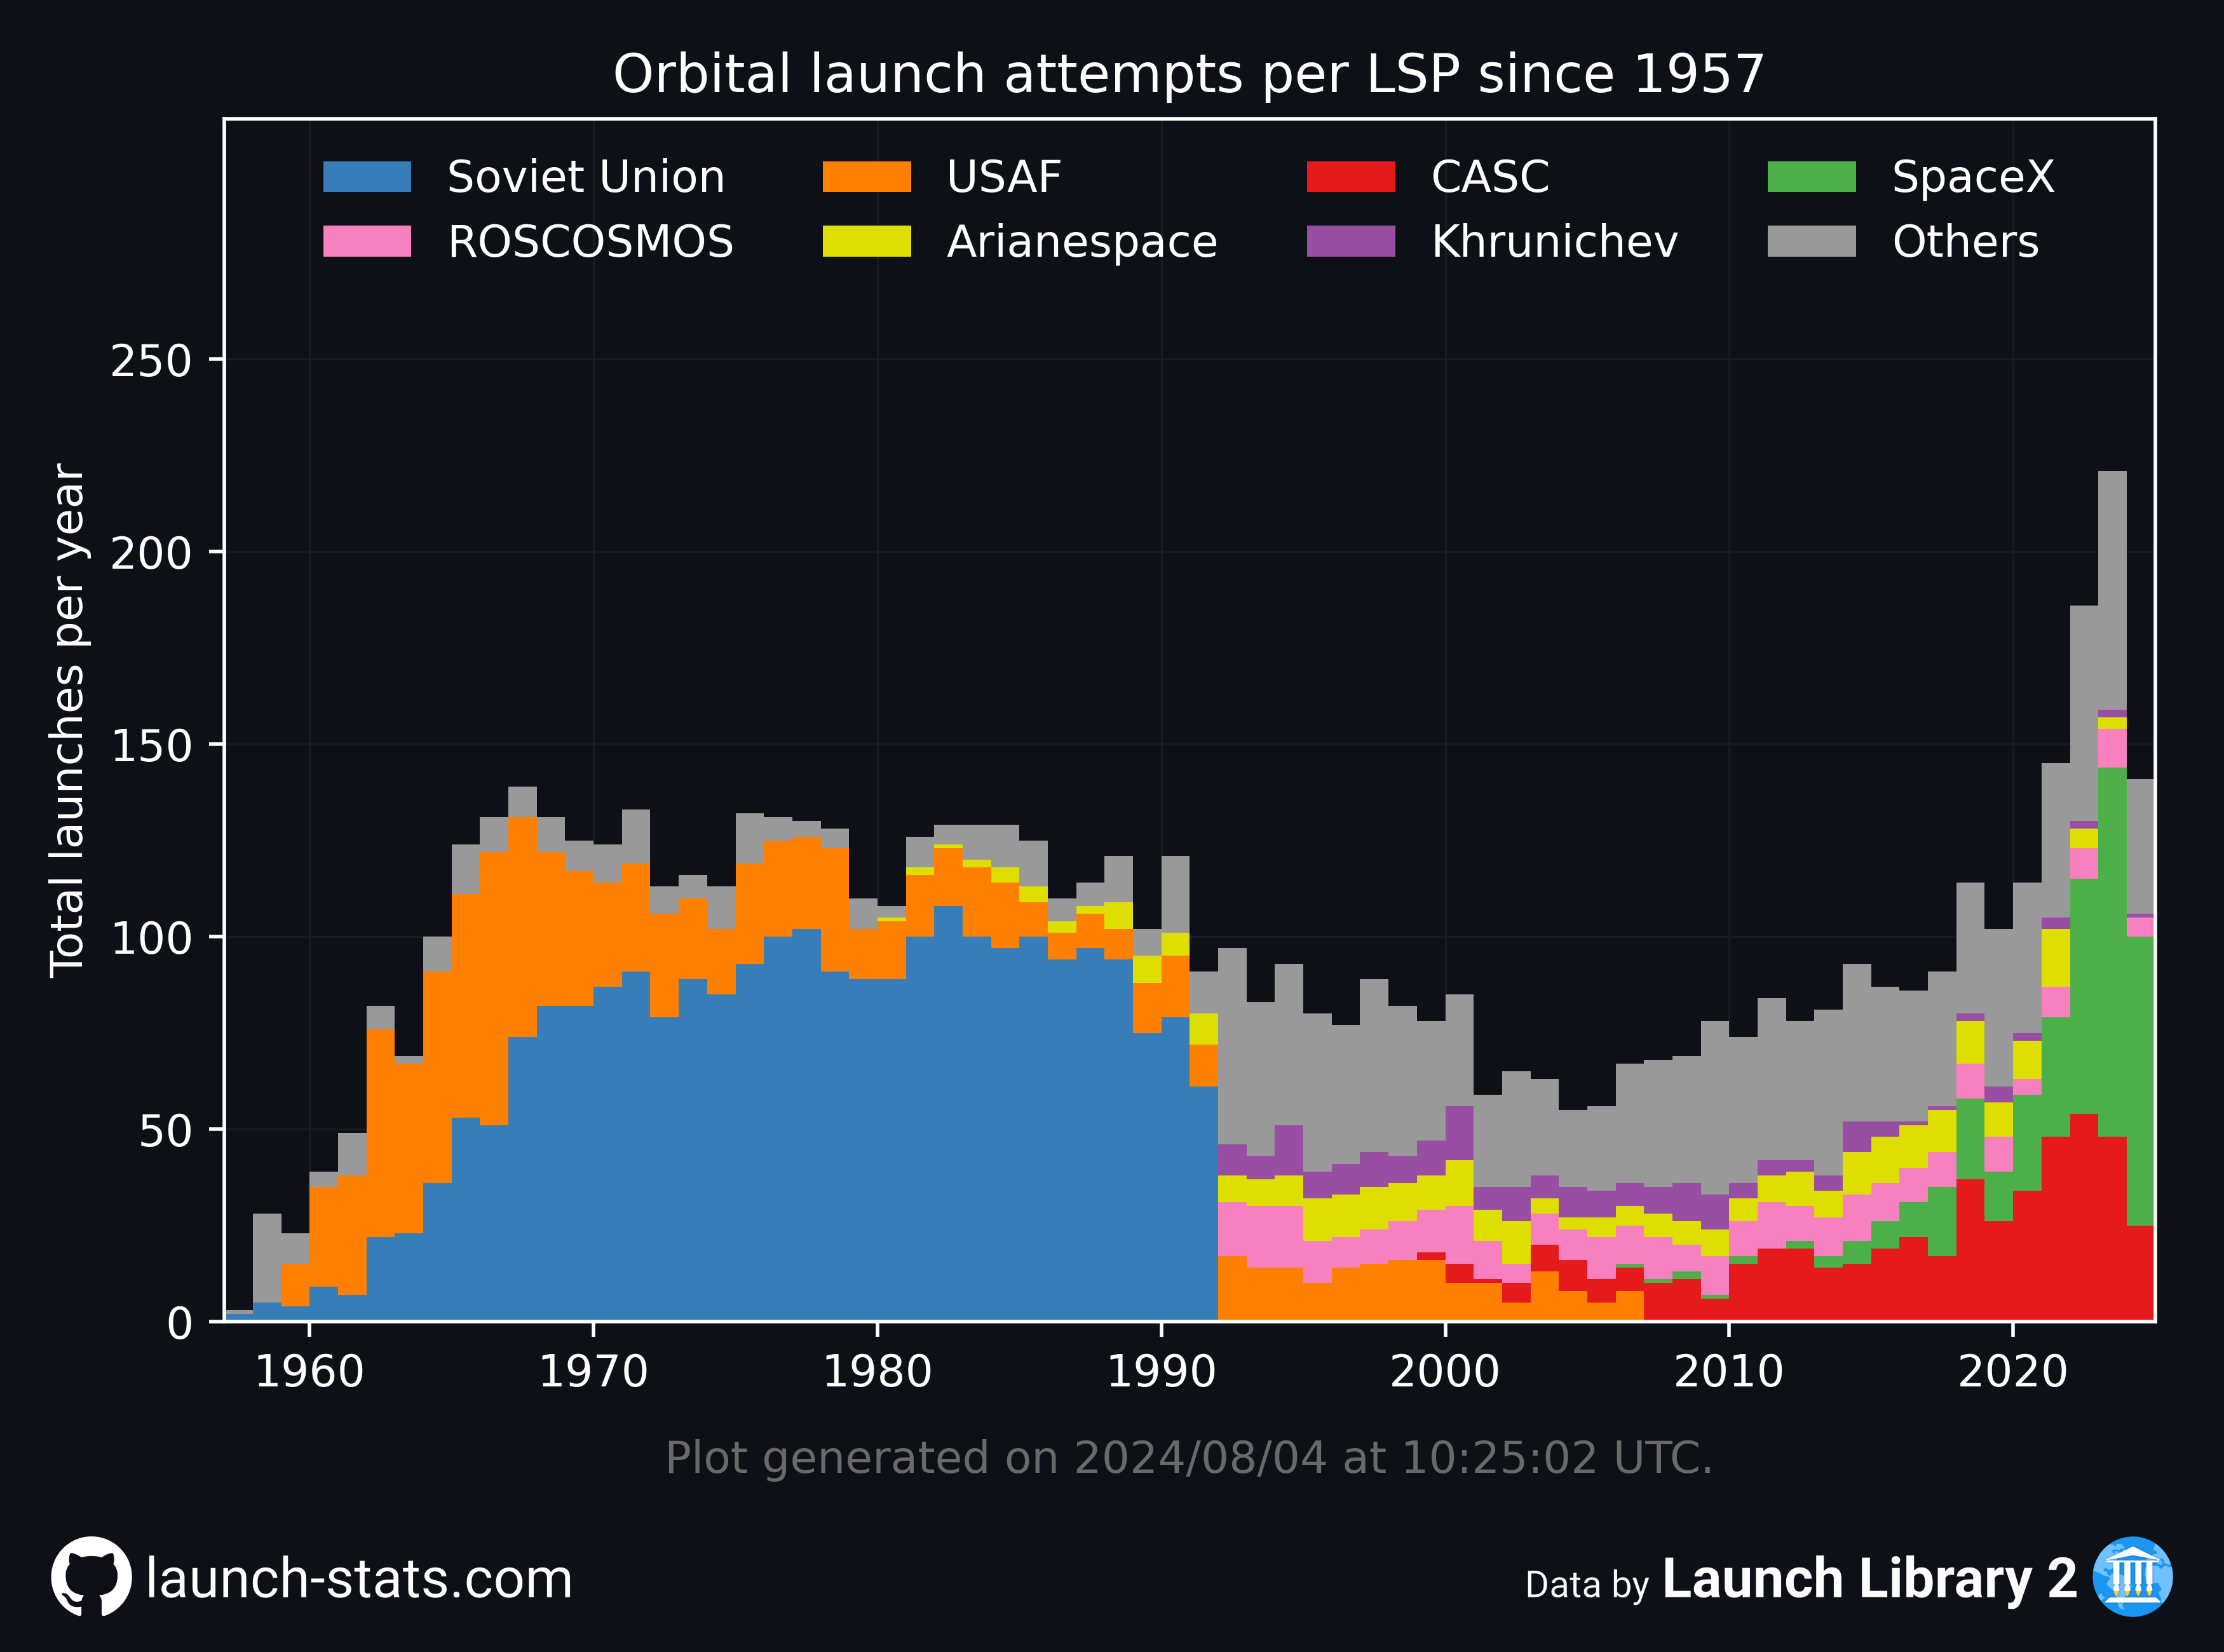 Orbital launch attempts per LSP since 1957
Soviet Union USAF CASC SpaceX
ROSCOSMOS Arianespace Khrunichev Others
Total launches per year
250
200
150
100
50
0
1960 1970 1980 1990 2000 2010 2020
Plot generated on 2024/08/04 at 10:25:02 UTC.
launch-stats.com
Data by Launch Library 2